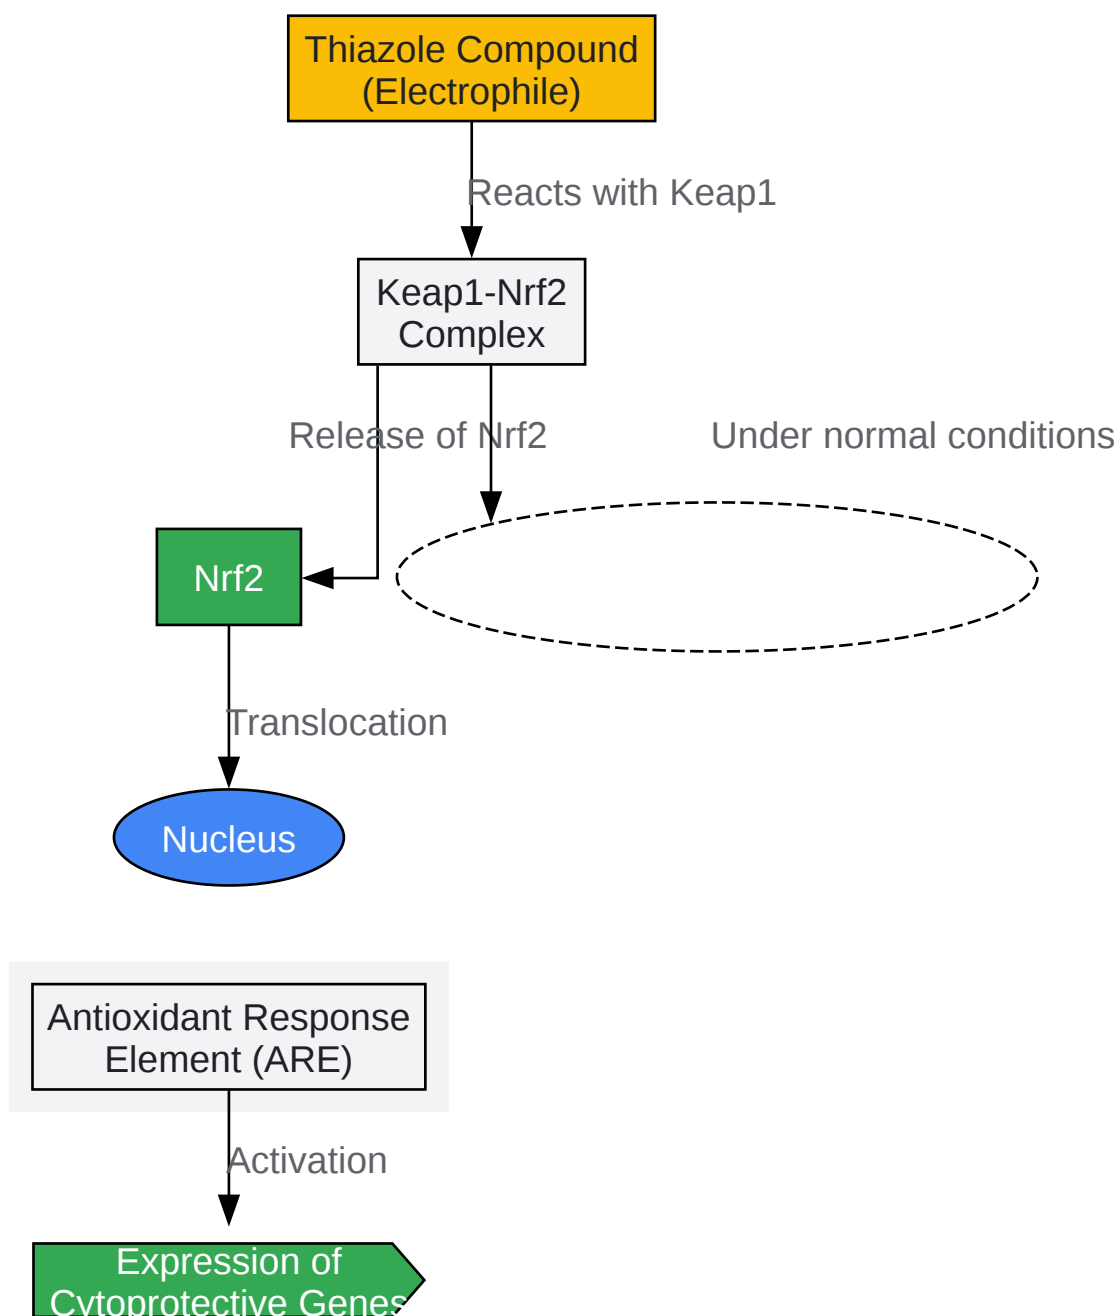 Thiazole Compound
(Electrophile)
Reacts with Keap1
Keap1-Nrf2
Complex
Release of Nrf2
Under normal conditions
Nrf2
Translocation
Nucleus
Antioxidant Response
Element (ARE)
Activation
Expression of
Cytoprotective Genes